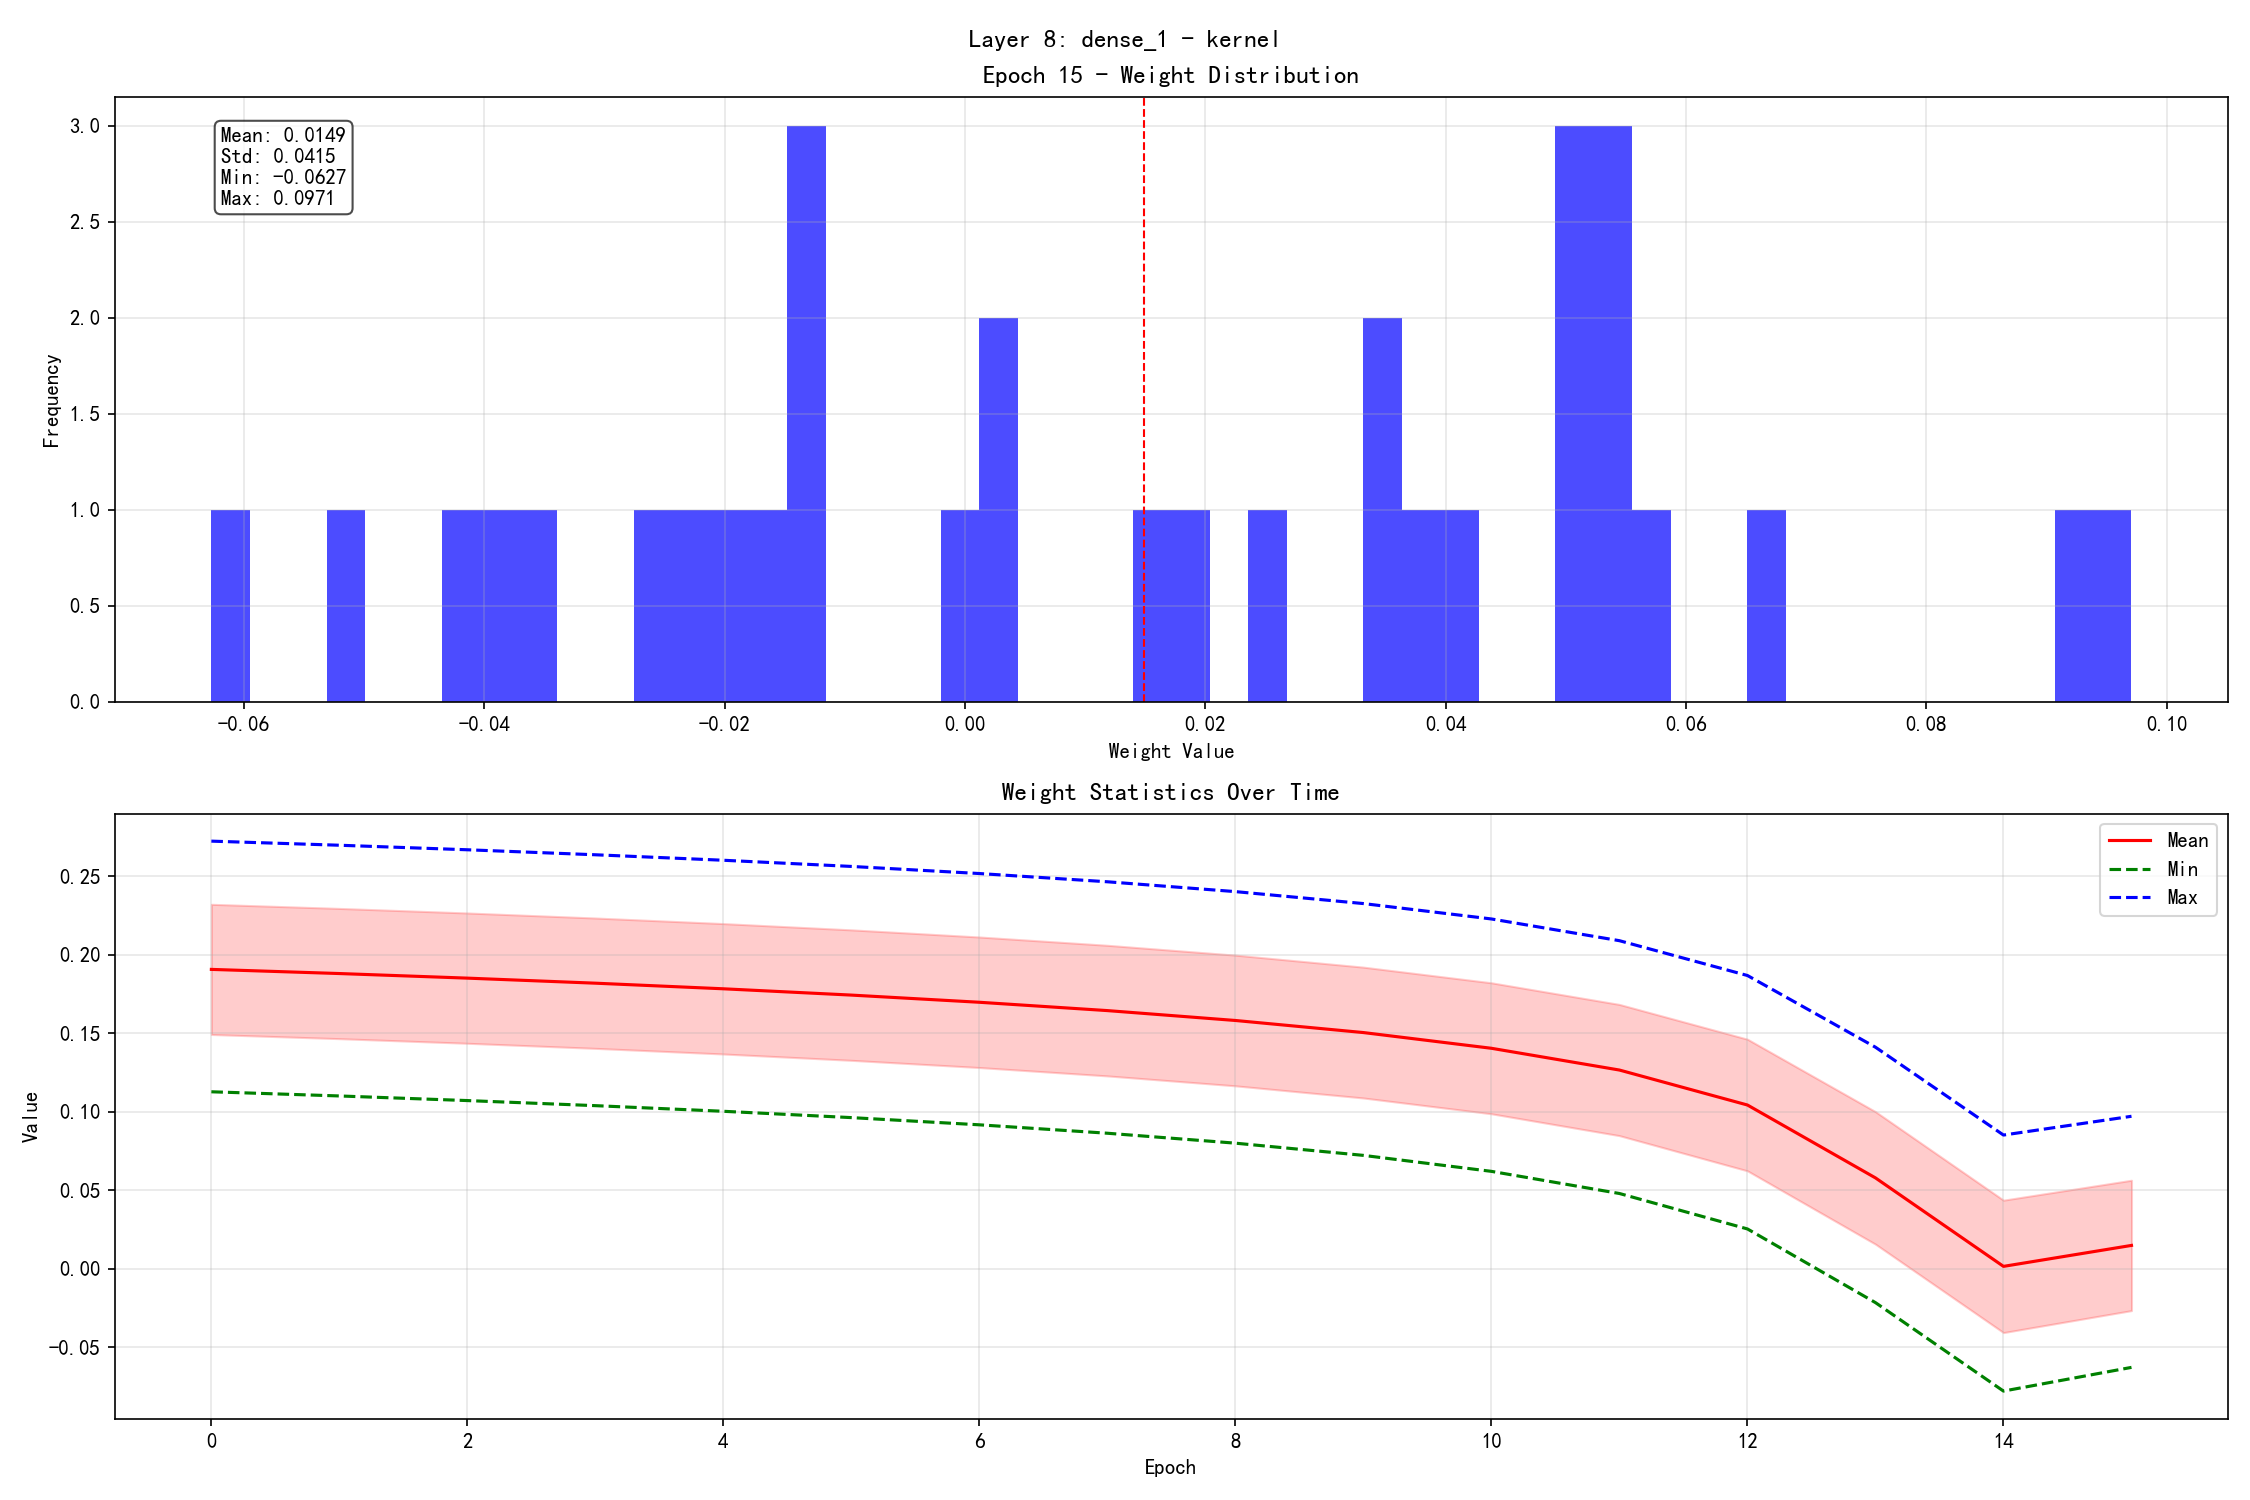 Layer 8: dense_1 - kernel
Epoch 15 - Weight Distribution
Mean: 0.0149
Std: 0.0415
Min: -0.0627
Max: 0.0971
3.0
2.5
2.0
1.5
1.0
0.5
0.0
Frequency
-0.06 -0.04 -0.02 0.00 0.02 0.04 0.06 0.08 0.10
Weight Value
Weight Statistics Over Time
Mean
Min
Max
0.25
0.20
0.15
0.10
0.05
0.00
-0.05
Value
0 2 4 6 8 10 12 14
Epoch